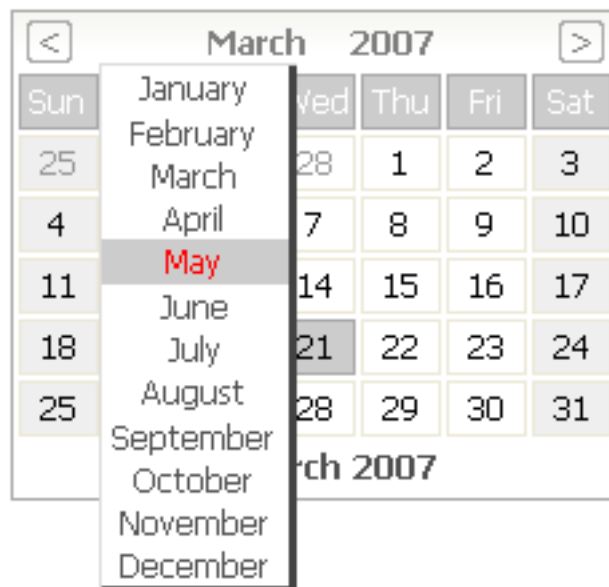 < March 2007 >
Sun Wed Thu Fri Sat
25 28 1 2 3
4 7 8 9 10
11 14 15 16 17
18 21 22 23 24
25 28 29 30 31
rch 2007
January
February
March
April
May
June
July
August
September
October
November
December